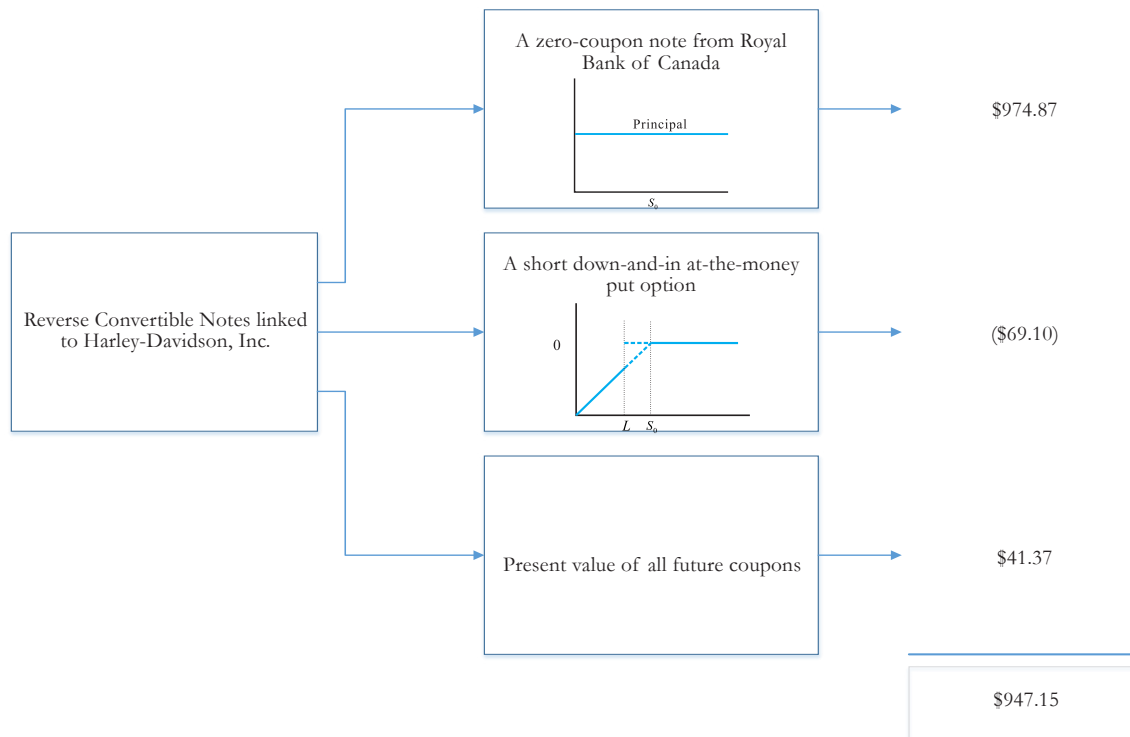 A zero-coupon note from Royal
Bank of Canada
Principal
S₀
$974.87
Reverse Convertible Notes linked
to Harley-Davidson, Inc.
A short down-and-in at-the-money
put option
0
L S₀
($69.10)
Present value of all future coupons
$41.37
$947.15